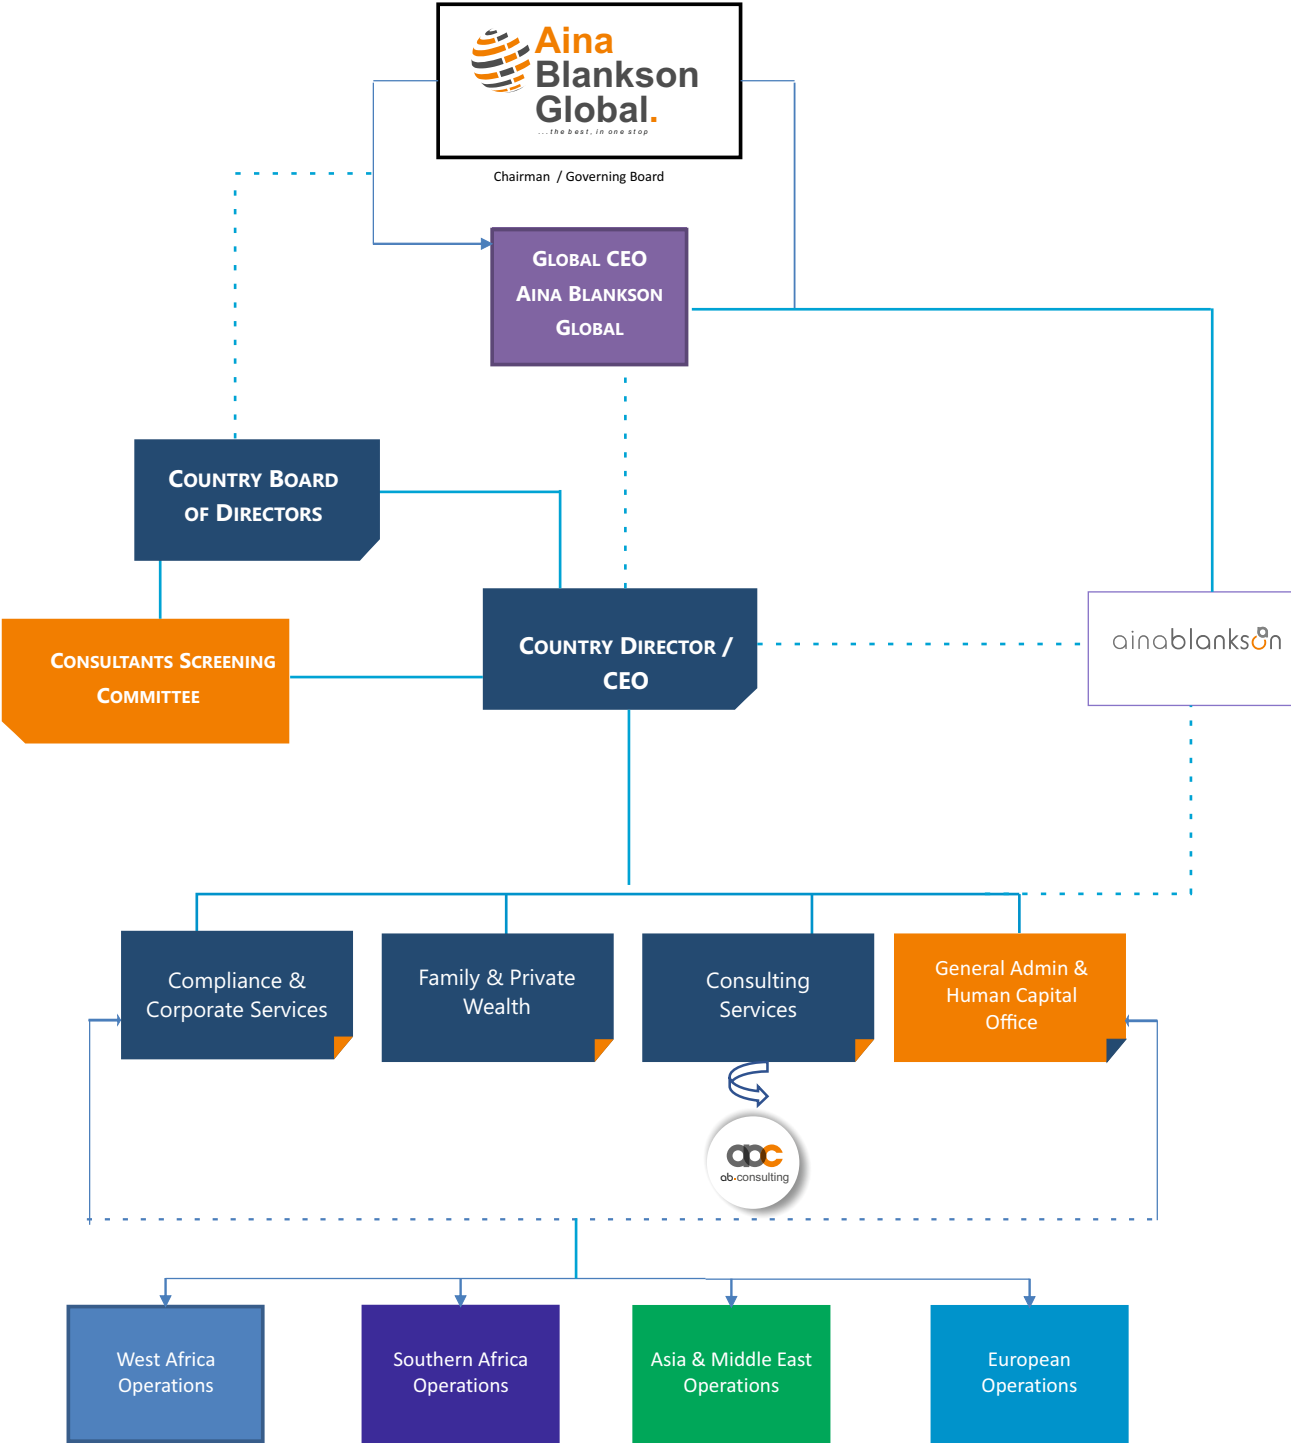 Aina
Blankson
Global.
...the best, in one stop
Chairman / Governing Board
GLOBAL CEO
AINA BLANKSON
GLOBAL
COUNTRY BOARD
OF DIRECTORS
CONSULTANTS SCREENING
COMMITTEE
COUNTRY DIRECTOR /
CEO
ainablankson
Compliance &
Corporate Services
Family & Private
Wealth
Consulting
Services
General Admin &
Human Capital
Office
abc
ab.consulting
West Africa
Operations
Southern Africa
Operations
Asia & Middle East
Operations
European
Operations